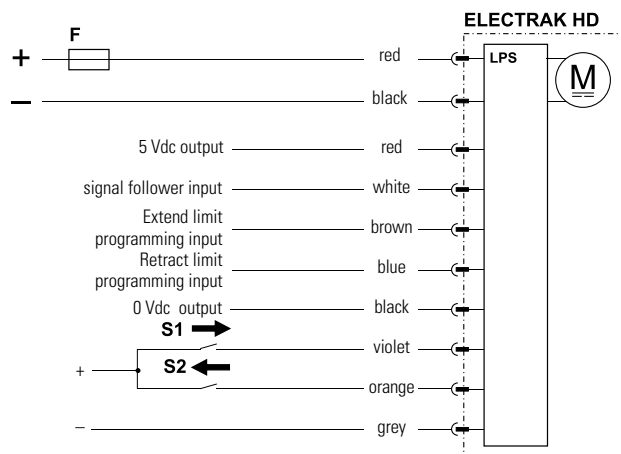 ELECTRAK HD
F
+ red LPS
M
– black
5 Vdc output red
signal follower input white
Extend limit
programming input brown
Retract limit
programming input blue
0 Vdc output black
S1
violet
S2
+
orange
– grey